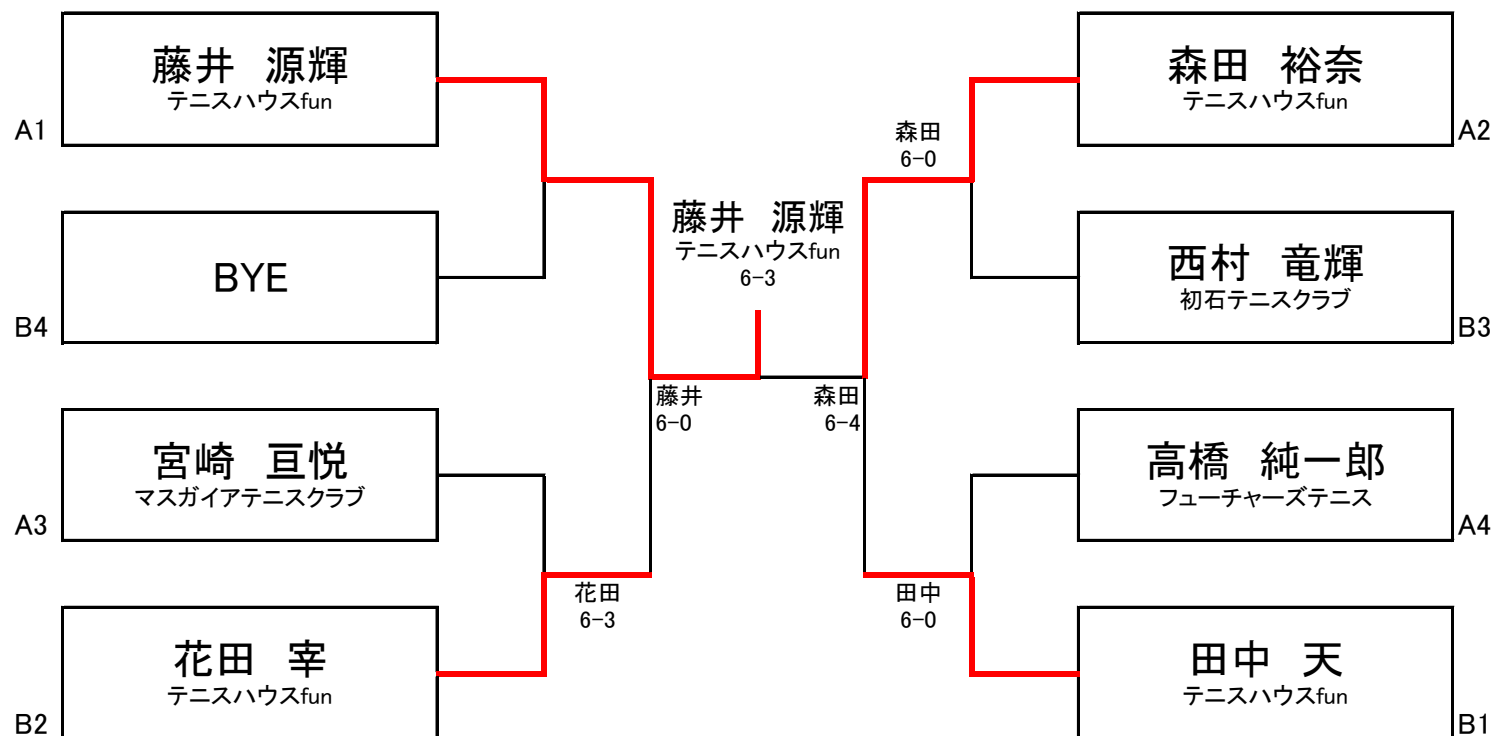 藤井　源輝
テニスハウスfun
A1
BYE
B4
宮崎　亘悦
マスガイアテニスクラブ
A3
花田　宰
テニスハウスfun
B2
花田
6-3
藤井
6-0
藤井　源輝
テニスハウスfun
6-3
森田
6-4
森田
6-0
田中
6-0
森田　裕奈
テニスハウスfun
A2
西村　竜輝
初石テニスクラブ
B3
高橋　純一郎
フューチャーズテニス
A4
田中　天
テニスハウスfun
B1